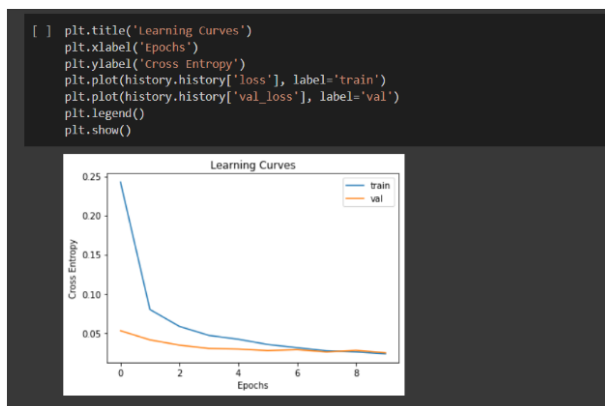 [ ] plt.title('Learning Curves')
plt.xlabel('Epochs')
plt.ylabel('Cross Entropy')
plt.plot(history.history['loss'], label='train')
plt.plot(history.history['val_loss'], label='val')
plt.legend()
plt.show()
Learning Curves
train
val
0.25
0.20
0.15
0.10
0.05
Cross Entropy
0 2 4 6 8
Epochs